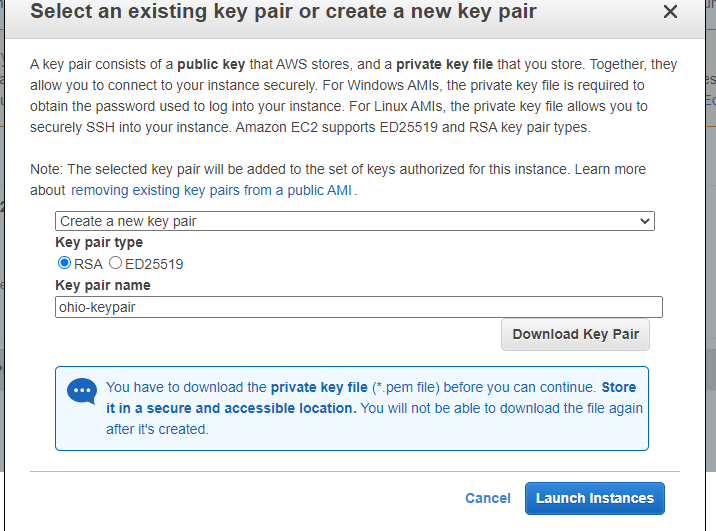 Select an existing key pair or create a new key pair
A key pair consists of a public key that AWS stores, and a private key file that you store. Together, they
allow you to connect to your instance securely. For Windows AMIs, the private key file is required to
obtain the password used to log into your instance. For Linux AMIs, the private key file allows you to
securely SSH into your instance. Amazon EC2 supports ED25519 and RSA key pair types.
Note: The selected key pair will be added to the set of keys authorized for this instance. Learn more
about removing existing key pairs from a public AMI.
Create a new key pair
Key pair type
RSA ED25519
Key pair name
ohio-keypair
Download Key Pair
You have to download the private key file (*.pem file) before you can continue. Store
it in a secure and accessible location. You will not be able to download the file again
after it's created.
Cancel Launch Instances